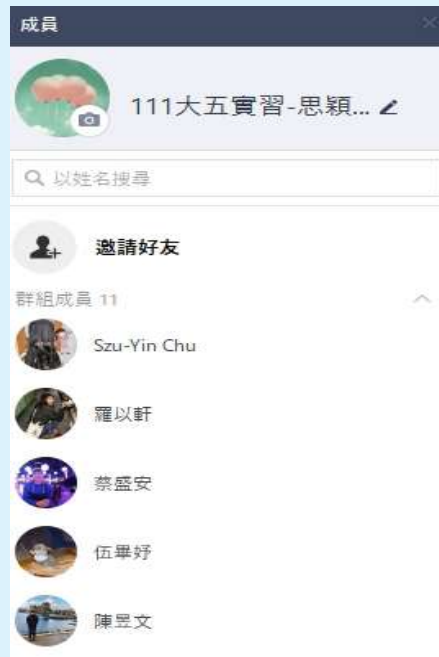 成員
111大五實習-思穎...
以姓名搜尋
邀請好友
群組成員 11
Szu-Yin Chu
羅以軒
蔡盛安
伍畢妤
陳昱文